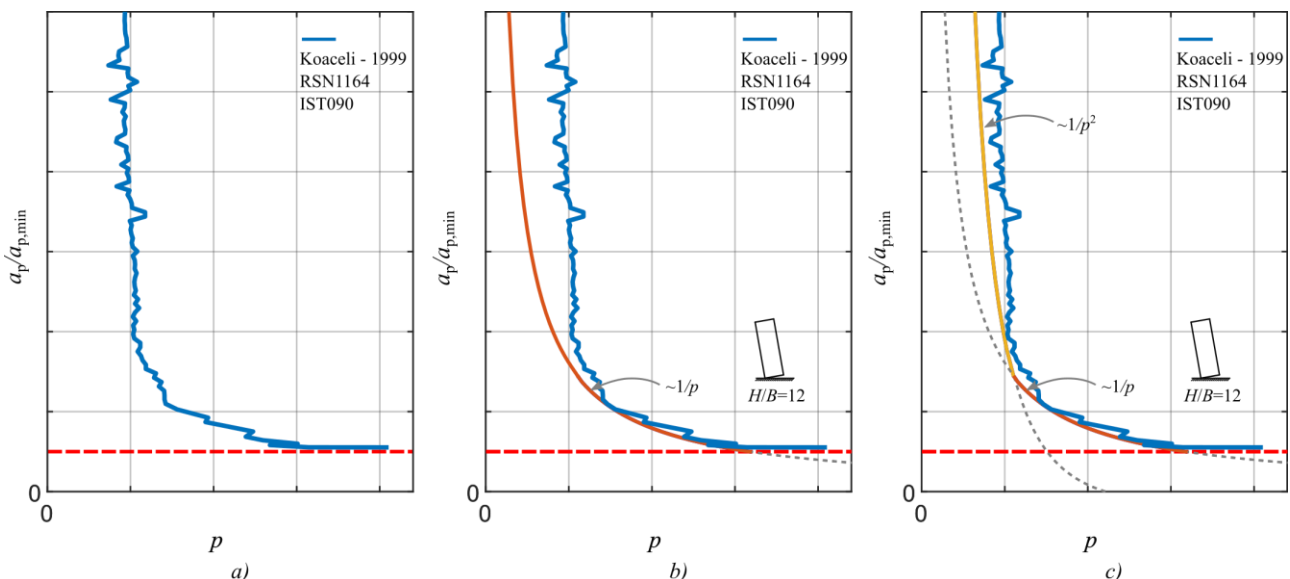 Koaceli - 1999
RSN1164
IST090
a_p/a_p,min
0
0
p
a)
Koaceli - 1999
RSN1164
IST090
~1/p
H/B=12
a_p/a_p,min
0
0
p
b)
Koaceli - 1999
RSN1164
IST090
~1/p²
~1/p
H/B=12
a_p/a_p,min
0
0
p
c)